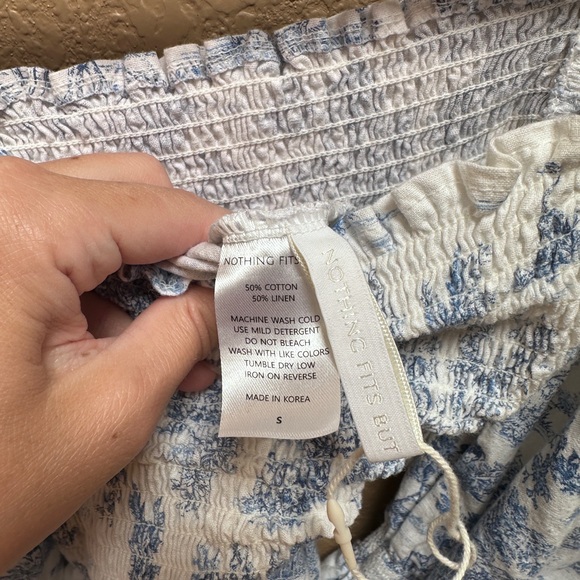 NOTHING FITS
50% COTTON
50% LINEN
MACHINE WASH COLD
USE MILD DETERGENT
DO NOT BLEACH
WASH WITH LIKE COLORS
TUMBLE DRY LOW
IRON ON REVERSE
MADE IN KOREA
S
NOTHING FITS BUT